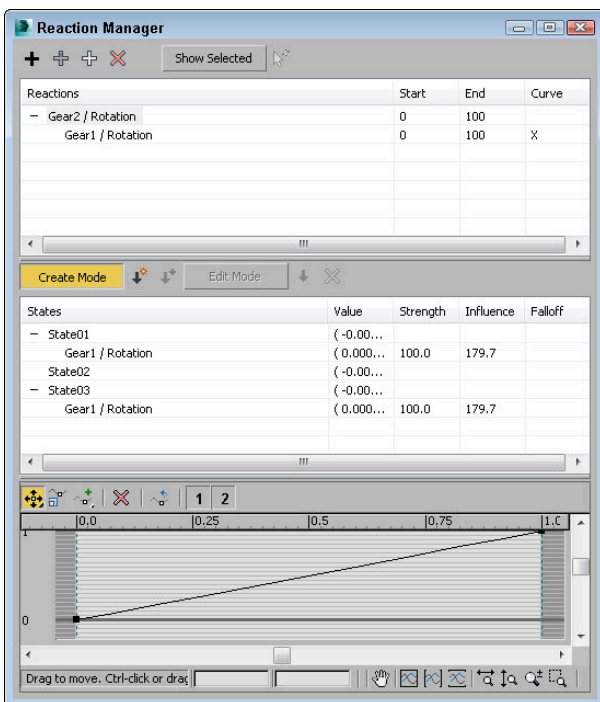 Reaction Manager
Show Selected
Reactions Start End Curve
− Gear2 / Rotation 0 100
Gear1 / Rotation 0 100 X
Create Mode Edit Mode
States Value Strength Influence Falloff
− State01 ( -0.00...
Gear1 / Rotation ( 0.000... 100.0 179.7
State02 ( -0.00...
− State03 ( -0.00...
Gear1 / Rotation ( 0.000... 100.0 179.7
1 2
0.0 0.25 0.5 0.75 1.0
1
0
Drag to move. Ctrl-click or drag